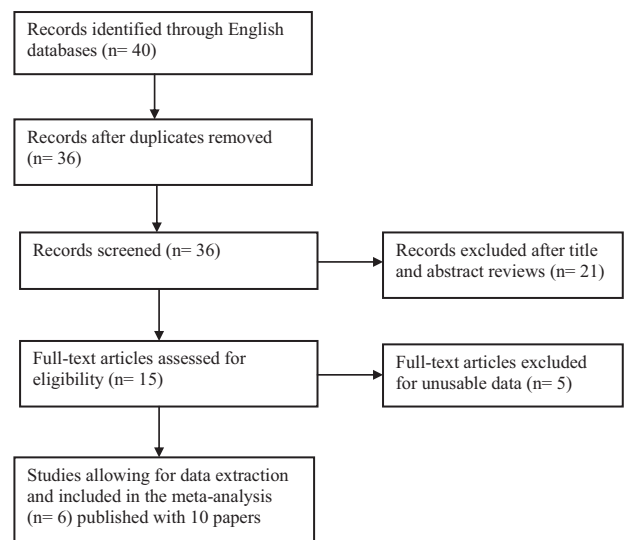 Records identified through English
databases (n= 40)
Records after duplicates removed
(n= 36)
Records screened (n= 36)
Records excluded after title
and abstract reviews (n= 21)
Full-text articles assessed for
eligibility (n= 15)
Full-text articles excluded
for unusable data (n= 5)
Studies allowing for data extraction
and included in the meta-analysis
(n= 6) published with 10 papers